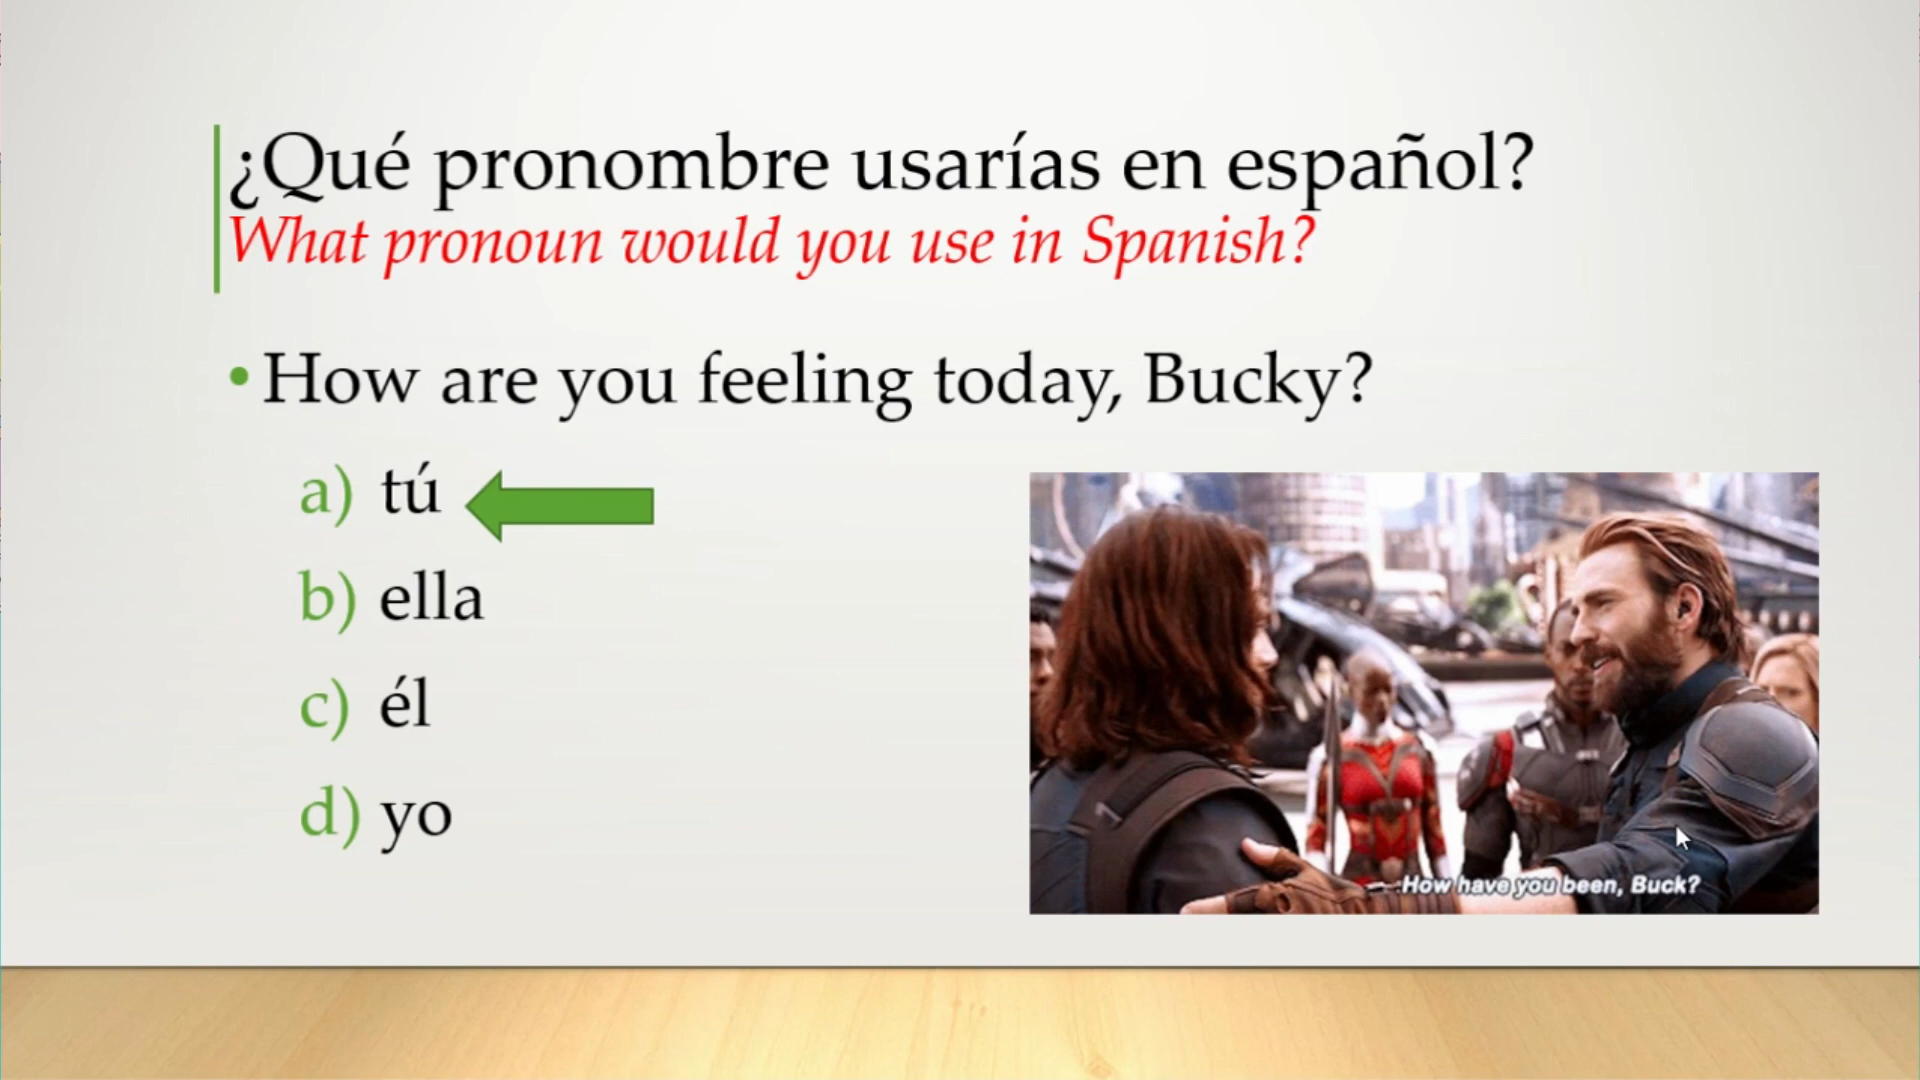 ¿Qué pronombre usarías en español?
What pronoun would you use in Spanish?
• How are you feeling today, Bucky?
a) tú
b) ella
c) él
d) yo
How have you been, Buck?